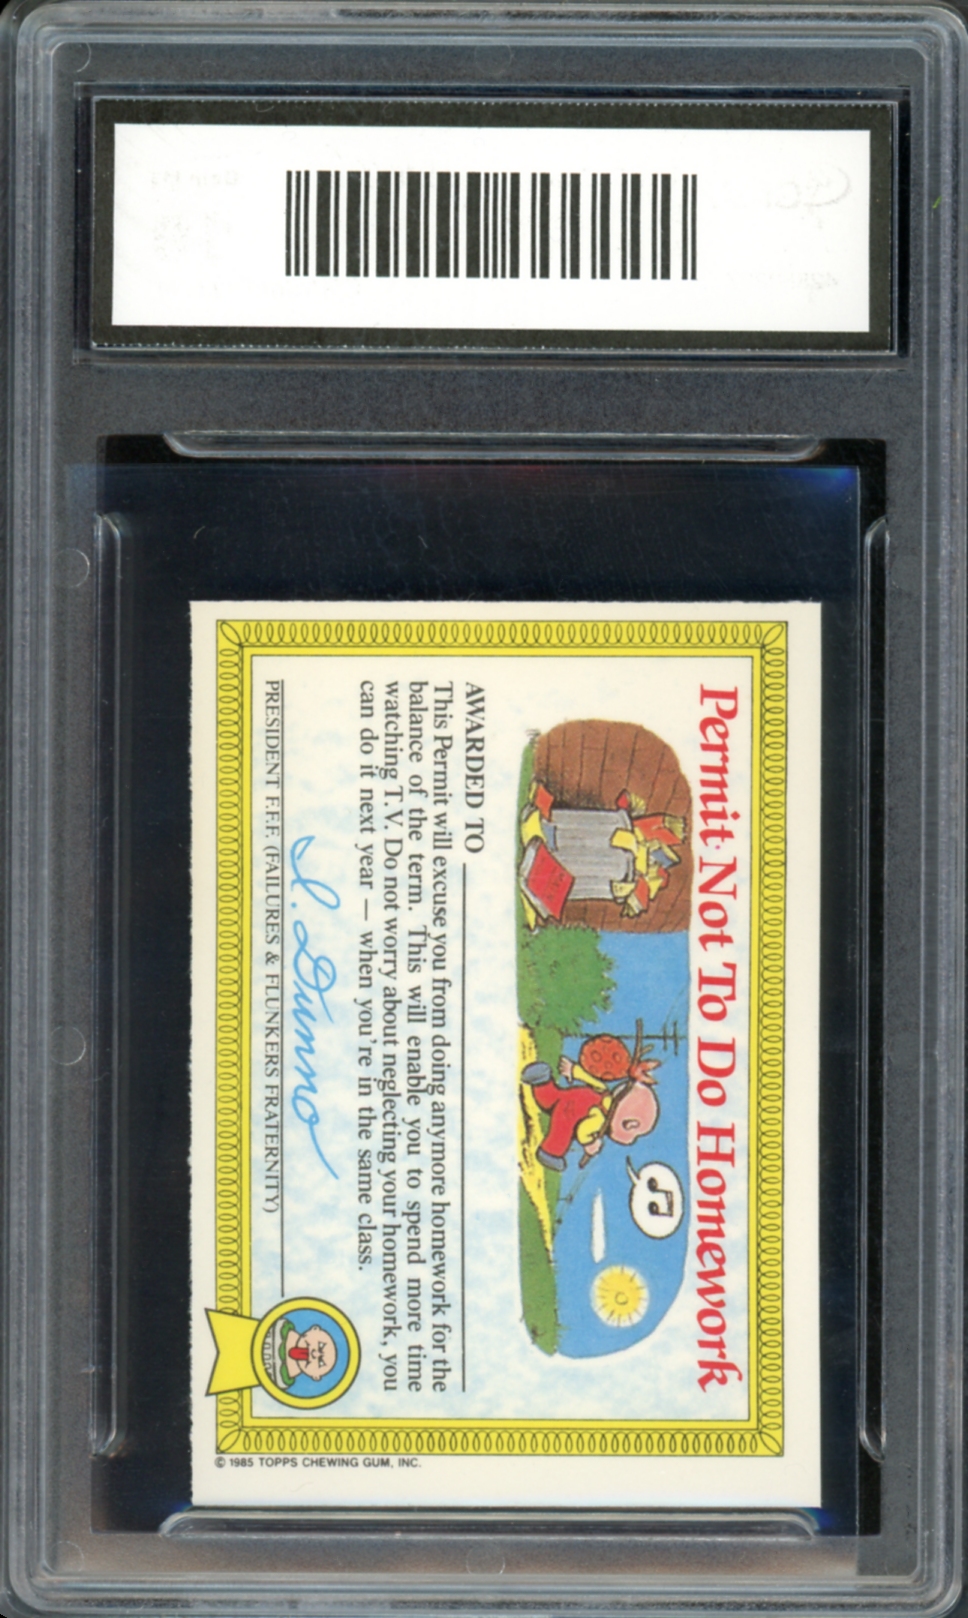 Permit Not To Do Homework
AWARDED TO
This Permit will excuse you from doing anymore homework for the
balance of the term. This will enable you to spend more time
watching T.V. Do not worry about neglecting your homework, you
can do it next year — when you're in the same class.
I. Dunno
PRESIDENT F.F.F. (FAILURES & FLUNKERS FRATERNITY)
© 1985 TOPPS CHEWING GUM, INC.